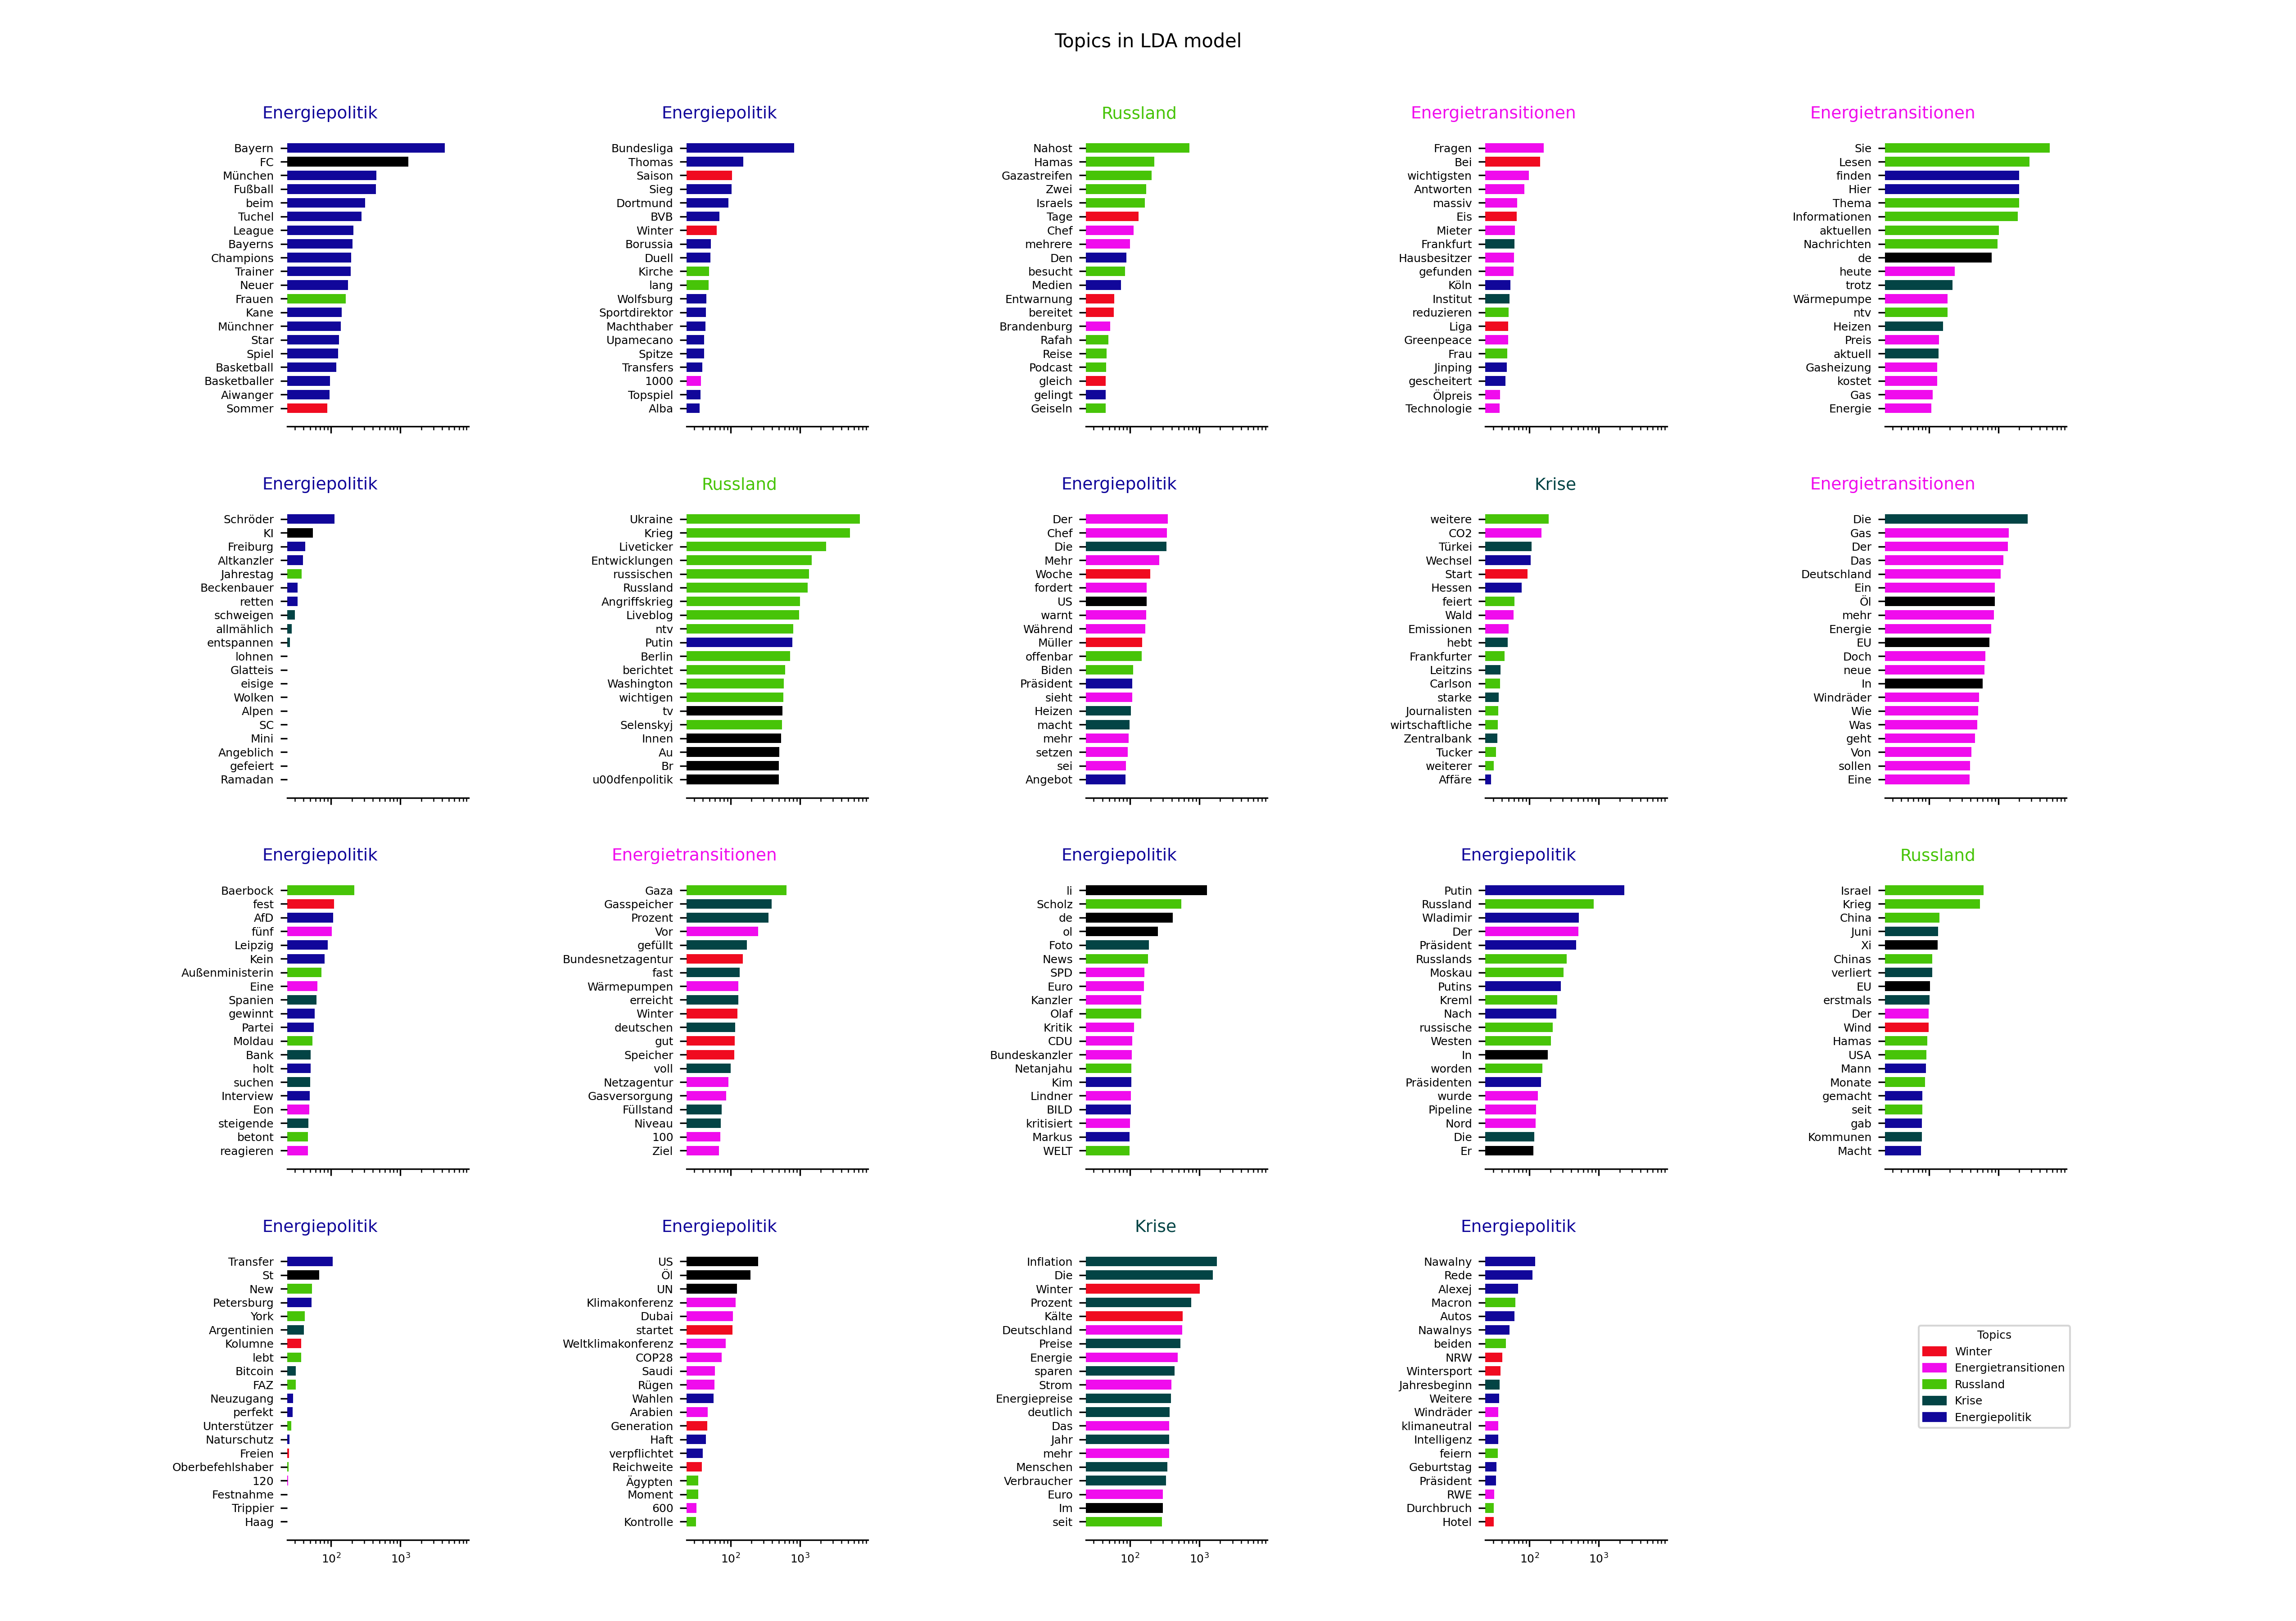 Topics in LDA model
Energiepolitik
Bayern
FC
München
Fußball
beim
Tuchel
League
Bayerns
Champions
Trainer
Neuer
Frauen
Kane
Münchner
Star
Spiel
Basketball
Basketballer
Aiwanger
Sommer
Energiepolitik
Bundesliga
Thomas
Saison
Sieg
Dortmund
BVB
Winter
Borussia
Duell
Kirche
lang
Wolfsburg
Sportdirektor
Machthaber
Upamecano
Spitze
Transfers
1000
Topspiel
Alba
Russland
Nahost
Hamas
Gazastreifen
Zwei
Israels
Tage
Chef
mehrere
Den
besucht
Medien
Entwarnung
bereitet
Brandenburg
Rafah
Reise
Podcast
gleich
gelingt
Geiseln
Energietransitionen
Fragen
Bei
wichtigsten
Antworten
massiv
Eis
Mieter
Frankfurt
Hausbesitzer
gefunden
Köln
Institut
reduzieren
Liga
Greenpeace
Frau
Jinping
gescheitert
Ölpreis
Technologie
Energietransitionen
Sie
Lesen
finden
Hier
Thema
Informationen
aktuellen
Nachrichten
de
heute
trotz
Wärmepumpe
ntv
Heizen
Preis
aktuell
Gasheizung
kostet
Gas
Energie
Energiepolitik
Schröder
KI
Freiburg
Altkanzler
Jahrestag
Beckenbauer
retten
schweigen
allmählich
entspannen
lohnen
Glatteis
eisige
Wolken
Alpen
SC
Mini
Angeblich
gefeiert
Ramadan
Russland
Ukraine
Krieg
Liveticker
Entwicklungen
russischen
Russland
Angriffskrieg
Liveblog
ntv
Putin
Berlin
berichtet
Washington
wichtigen
tv
Selenskyj
Innen
Au
Br
u00dfenpolitik
Energiepolitik
Der
Chef
Die
Mehr
Woche
fordert
US
warnt
Während
Müller
offenbar
Biden
Präsident
sieht
Heizen
macht
mehr
setzen
sei
Angebot
Krise
weitere
CO2
Türkei
Wechsel
Start
Hessen
feiert
Wald
Emissionen
hebt
Frankfurter
Leitzins
Carlson
starke
Journalisten
wirtschaftliche
Zentralbank
Tucker
weiterer
Affäre
Energietransitionen
Die
Gas
Der
Das
Deutschland
Ein
Öl
mehr
Energie
EU
Doch
neue
In
Windräder
Wie
Was
geht
Von
sollen
Eine
Energiepolitik
Baerbock
fest
AfD
fünf
Leipzig
Kein
Außenministerin
Eine
Spanien
gewinnt
Partei
Moldau
Bank
holt
suchen
Interview
Eon
steigende
betont
reagieren
Energietransitionen
Gaza
Gasspeicher
Prozent
Vor
gefüllt
Bundesnetzagentur
fast
Wärmepumpen
erreicht
Winter
deutschen
gut
Speicher
voll
Netzagentur
Gasversorgung
Füllstand
Niveau
100
Ziel
Energiepolitik
li
Scholz
de
ol
Foto
News
SPD
Euro
Kanzler
Olaf
Kritik
CDU
Bundeskanzler
Netanjahu
Kim
Lindner
BILD
kritisiert
Markus
WELT
Energiepolitik
Putin
Russland
Wladimir
Der
Präsident
Russlands
Moskau
Putins
Kreml
Nach
russische
Westen
In
worden
Präsidenten
wurde
Pipeline
Nord
Die
Er
Russland
Israel
Krieg
China
Juni
Xi
Chinas
verliert
EU
erstmals
Der
Wind
Hamas
USA
Mann
Monate
gemacht
seit
gab
Kommunen
Macht
Energiepolitik
Transfer
St
New
Petersburg
York
Argentinien
Kolumne
lebt
Bitcoin
FAZ
Neuzugang
perfekt
Unterstützer
Naturschutz
Freien
Oberbefehlshaber
120
Festnahme
Trippier
Haag
10² 10³
Energiepolitik
US
Öl
UN
Klimakonferenz
Dubai
startet
Weltklimakonferenz
COP28
Saudi
Rügen
Wahlen
Arabien
Generation
Haft
verpflichtet
Reichweite
Ägypten
Moment
600
Kontrolle
10² 10³
Krise
Inflation
Die
Winter
Prozent
Kälte
Deutschland
Preise
Energie
sparen
Strom
Energiepreise
deutlich
Das
Jahr
mehr
Menschen
Verbraucher
Euro
Im
seit
10² 10³
Energiepolitik
Nawalny
Rede
Alexej
Macron
Autos
Nawalnys
beiden
NRW
Wintersport
Jahresbeginn
Weitere
Windräder
klimaneutral
Intelligenz
feiern
Geburtstag
Präsident
RWE
Durchbruch
Hotel
10² 10³
Topics
Winter
Energietransitionen
Russland
Krise
Energiepolitik